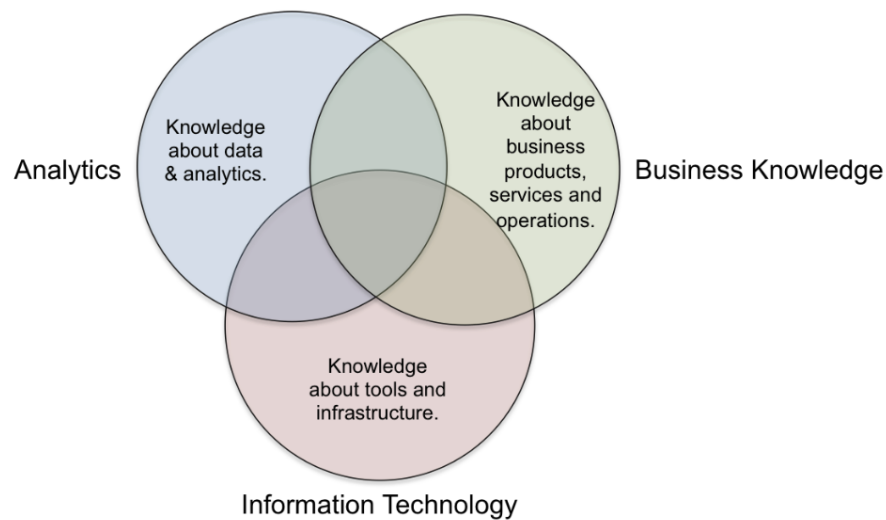 Analytics
Knowledge
about data
& analytics.
Knowledge
about
business
products,
services and
operations.
Business Knowledge
Knowledge
about tools and
infrastructure.
Information Technology